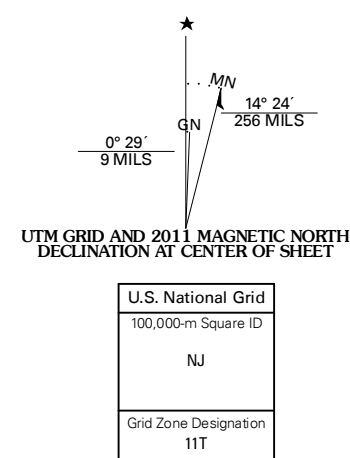 ★
MN
14° 24´
256 MILS
GN
0° 29´
9 MILS
UTM GRID AND 2011 MAGNETIC NORTH
DECLINATION AT CENTER OF SHEET
U.S. National Grid
100,000-m Square ID
NJ
Grid Zone Designation
11T